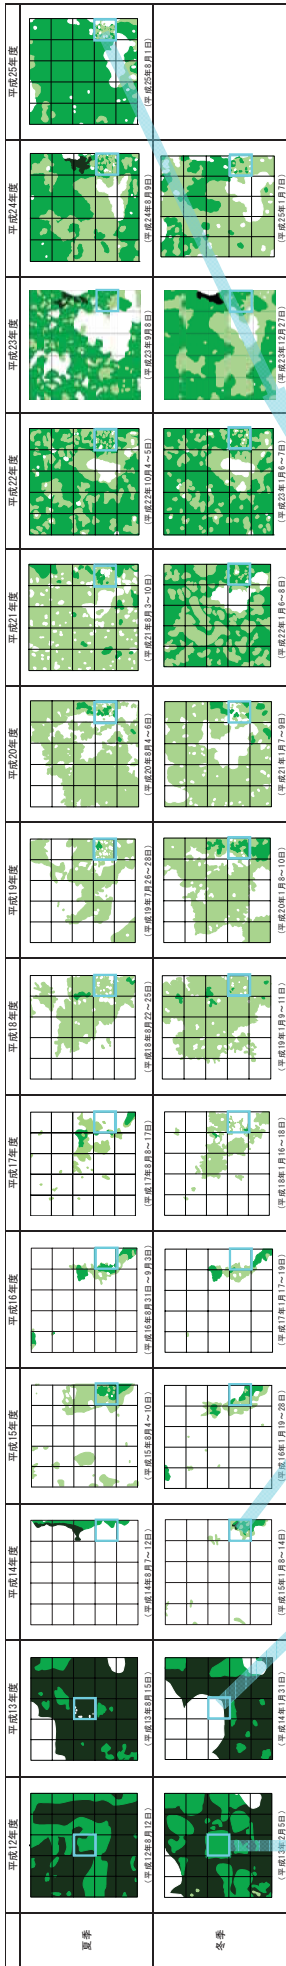 平成12年度
平成13年度
平成14年度
平成15年度
平成16年度
平成17年度
平成18年度
平成19年度
平成20年度
平成21年度
平成22年度
平成23年度
平成24年度
平成25年度
夏季
(平成12年8月12日)
(平成13年8月15日)
(平成14年8月7~12日)
(平成15年8月4~10日)
(平成16年8月31日~9月3日)
(平成17年8月8~17日)
(平成18年8月22~25日)
(平成19年7月26~28日)
(平成20年8月4~6日)
(平成21年8月3~10日)
(平成22年10月4~5日)
(平成23年9月8日)
(平成24年8月9日)
(平成25年8月1日)
冬季
(平成13年2月5日)
(平成14年1月31日)
(平成15年1月8~14日)
(平成16年1月19~28日)
(平成17年1月17~19日)
(平成18年1月16~18日)
(平成19年1月9~11日)
(平成20年1月8~10日)
(平成21年1月7~9日)
(平成22年1月6~8日)
(平成23年1月6~7日)
(平成23年12月27日)
(平成25年1月7日)